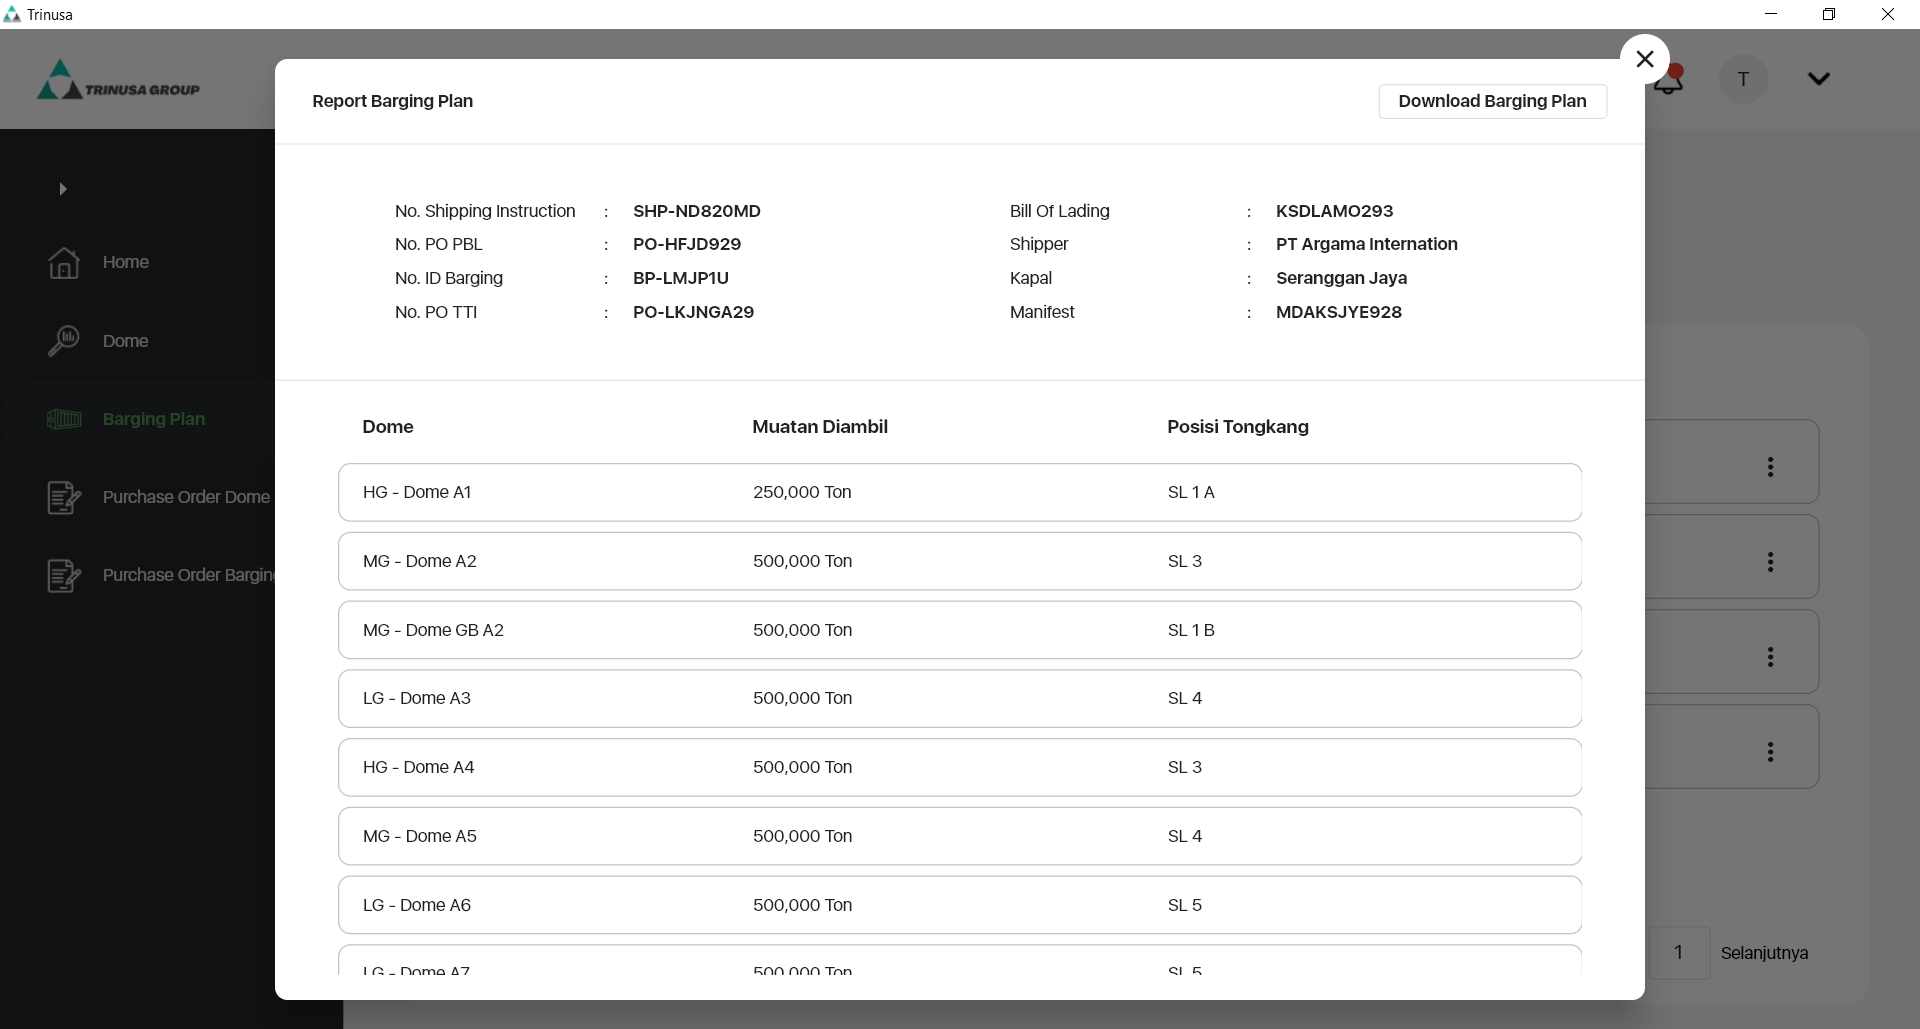 Trinusa
TRINUSA GROUP
T
Report Barging Plan
Download Barging Plan
No. Shipping Instruction : SHP-ND820MD
No. PO PBL : PO-HFJD929
No. ID Barging : BP-LMJP1U
No. PO TTI : PO-LKJNGA29
Bill Of Lading : KSDLAMO293
Shipper : PT Argama Internation
Kapal : Seranggan Jaya
Manifest : MDAKSJYE928
Home
Dome
Barging Plan
Purchase Order Dome
Purchase Order Barging
Dome Muatan Diambil Posisi Tongkang
HG - Dome A1 250,000 Ton SL 1 A
MG - Dome A2 500,000 Ton SL 3
MG - Dome GB A2 500,000 Ton SL 1 B
LG - Dome A3 500,000 Ton SL 4
HG - Dome A4 500,000 Ton SL 3
MG - Dome A5 500,000 Ton SL 4
LG - Dome A6 500,000 Ton SL 5
LG - Dome A7 500,000 Ton SL 5
1 Selanjutnya